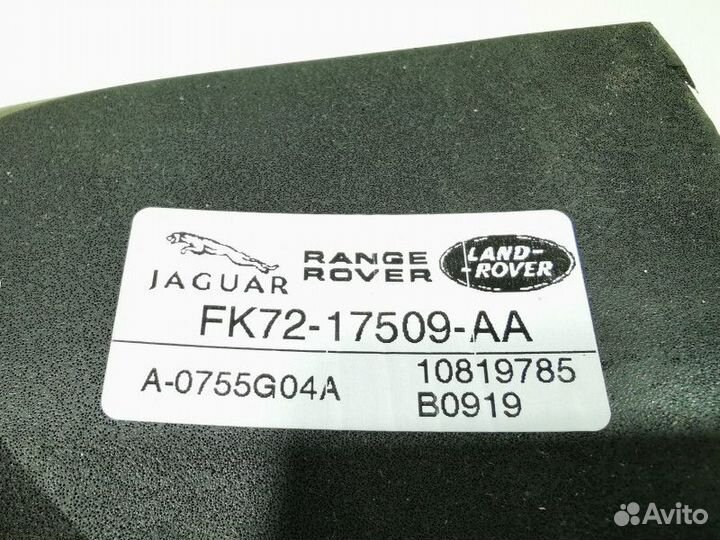 JAGUAR
RANGE
ROVER
LAND-
-ROVER
FK72-17509-AA
A-0755G04A
10819785
B0919
Avito